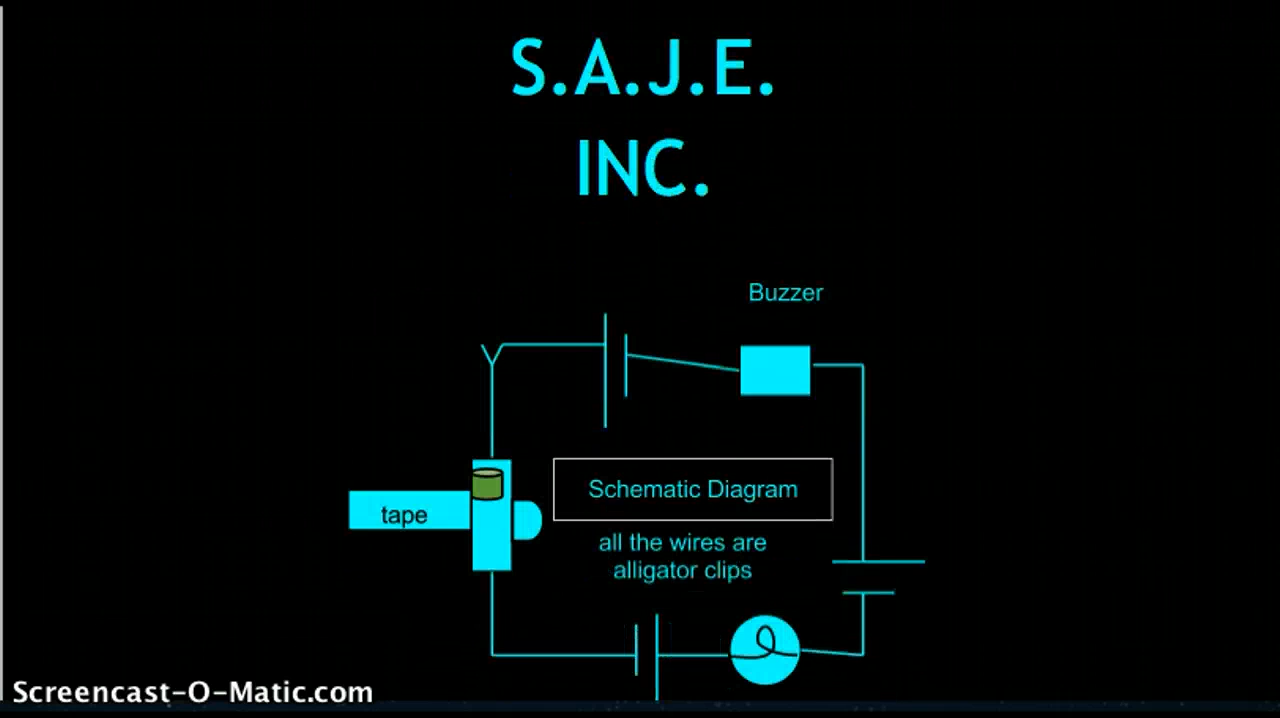 S.A.J.E.
INC.
Buzzer
Schematic Diagram
tape
all the wires are
alligator clips
Screencast-O-Matic.com